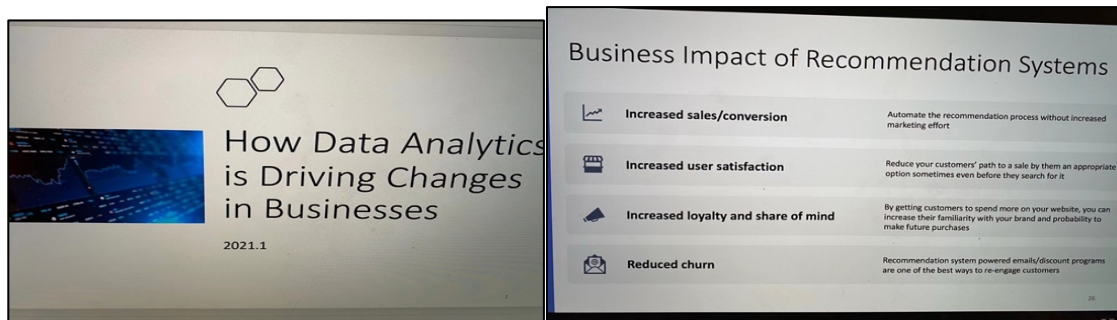 How Data Analytics
is Driving Changes
in Businesses
2021.1
Business Impact of Recommendation Systems
Increased sales/conversion
Automate the recommendation process without increased
marketing effort
Increased user satisfaction
Reduce your customers' path to a sale by them an appropriate
option sometimes even before they search for it
Increased loyalty and share of mind
By getting customers to spend more on your website, you can
increase their familiarity with your brand and probability to
make future purchases
Reduced churn
Recommendation system powered emails/discount programs
are one of the best ways to re-engage customers